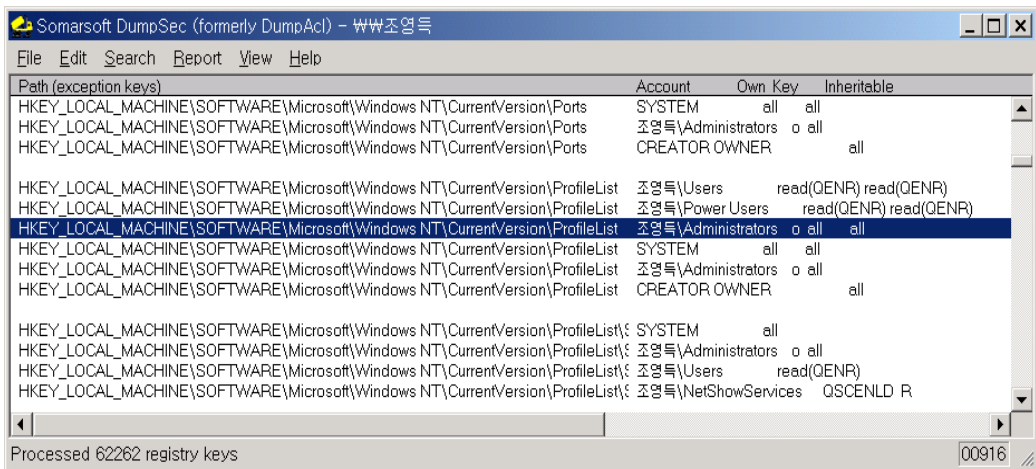 Somarsoft DumpSec (formerly DumpAcl) - ₩₩조영득
File Edit Search Report View Help
Path (exception keys) Account Own Key Inheritable
HKEY_LOCAL_MACHINE\SOFTWARE\Microsoft\Windows NT\CurrentVersion\Ports SYSTEM all all
HKEY_LOCAL_MACHINE\SOFTWARE\Microsoft\Windows NT\CurrentVersion\Ports 조영득\Administrators o all
HKEY_LOCAL_MACHINE\SOFTWARE\Microsoft\Windows NT\CurrentVersion\Ports CREATOR OWNER all
HKEY_LOCAL_MACHINE\SOFTWARE\Microsoft\Windows NT\CurrentVersion\ProfileList 조영득\Users read(QENR) read(QENR)
HKEY_LOCAL_MACHINE\SOFTWARE\Microsoft\Windows NT\CurrentVersion\ProfileList 조영득\Power Users read(QENR) read(QENR)
HKEY_LOCAL_MACHINE\SOFTWARE\Microsoft\Windows NT\CurrentVersion\ProfileList 조영득\Administrators o all all
HKEY_LOCAL_MACHINE\SOFTWARE\Microsoft\Windows NT\CurrentVersion\ProfileList SYSTEM all all
HKEY_LOCAL_MACHINE\SOFTWARE\Microsoft\Windows NT\CurrentVersion\ProfileList 조영득\Administrators o all
HKEY_LOCAL_MACHINE\SOFTWARE\Microsoft\Windows NT\CurrentVersion\ProfileList CREATOR OWNER all
HKEY_LOCAL_MACHINE\SOFTWARE\Microsoft\Windows NT\CurrentVersion\ProfileList\S SYSTEM all
HKEY_LOCAL_MACHINE\SOFTWARE\Microsoft\Windows NT\CurrentVersion\ProfileList\S 조영득\Administrators o all
HKEY_LOCAL_MACHINE\SOFTWARE\Microsoft\Windows NT\CurrentVersion\ProfileList\S 조영득\Users read(QENR)
HKEY_LOCAL_MACHINE\SOFTWARE\Microsoft\Windows NT\CurrentVersion\ProfileList\S 조영득\NetShowServices QSCENLD R
Processed 62262 registry keys 00916